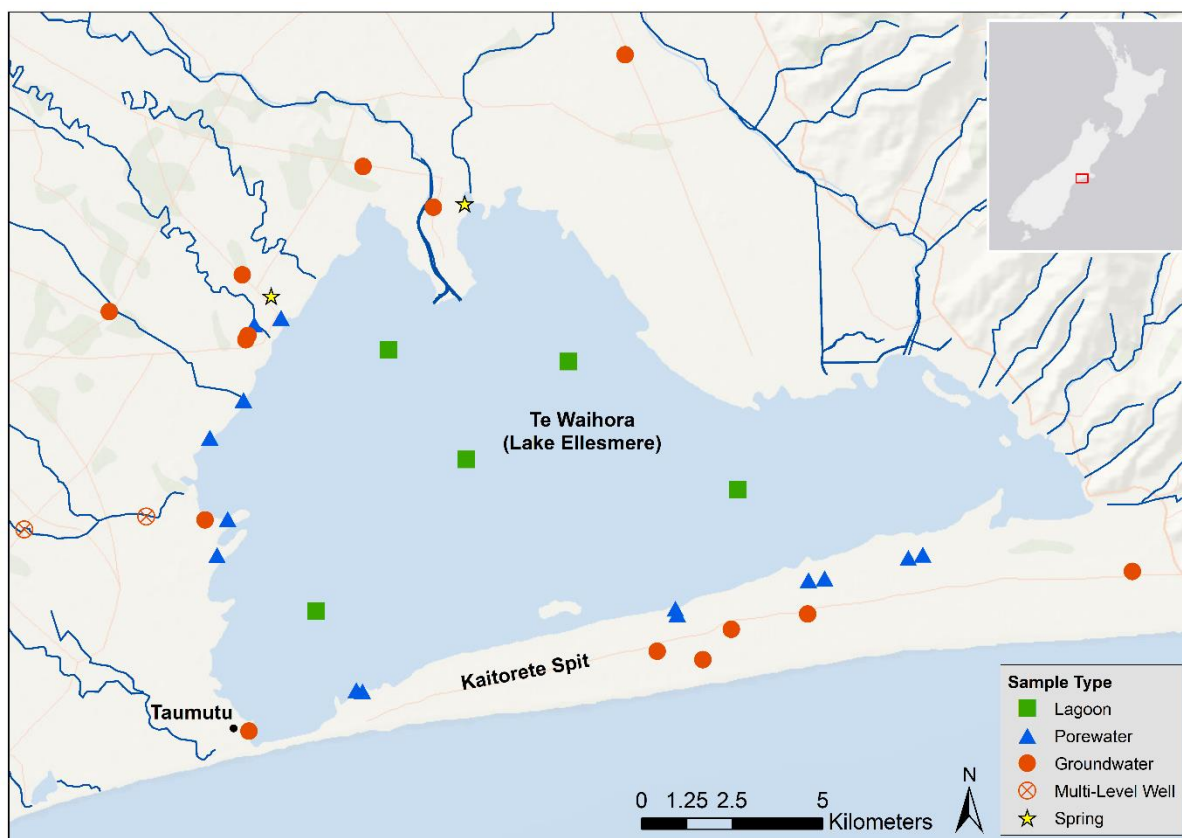 Te Waihora
(Lake Ellesmere)
Kaitorete Spit
Taumutu
Sample Type
Lagoon
Porewater
Groundwater
Multi-Level Well
Spring
N
0 1.25 2.5 5
Kilometers